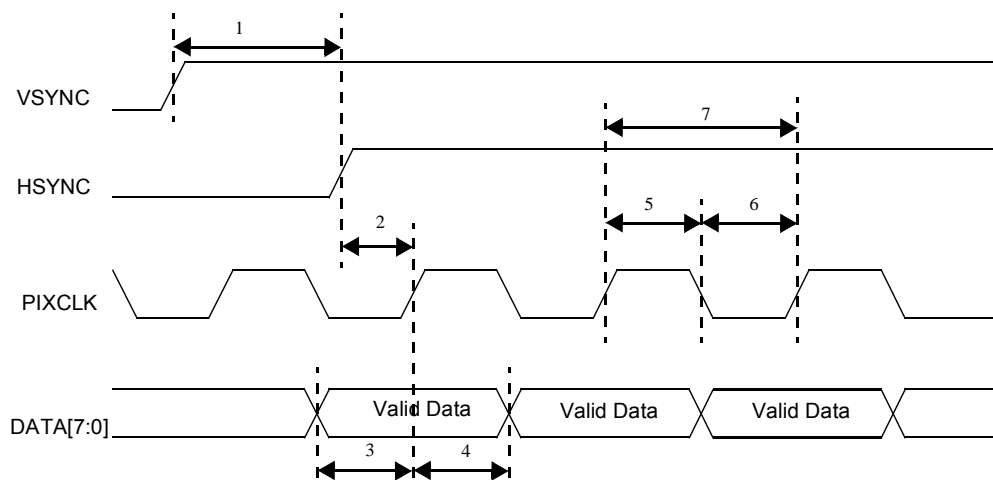 1
VSYNC
7
HSYNC
5
6
2
PIXCLK
Valid Data
Valid Data
Valid Data
DATA[7:0]
3
4